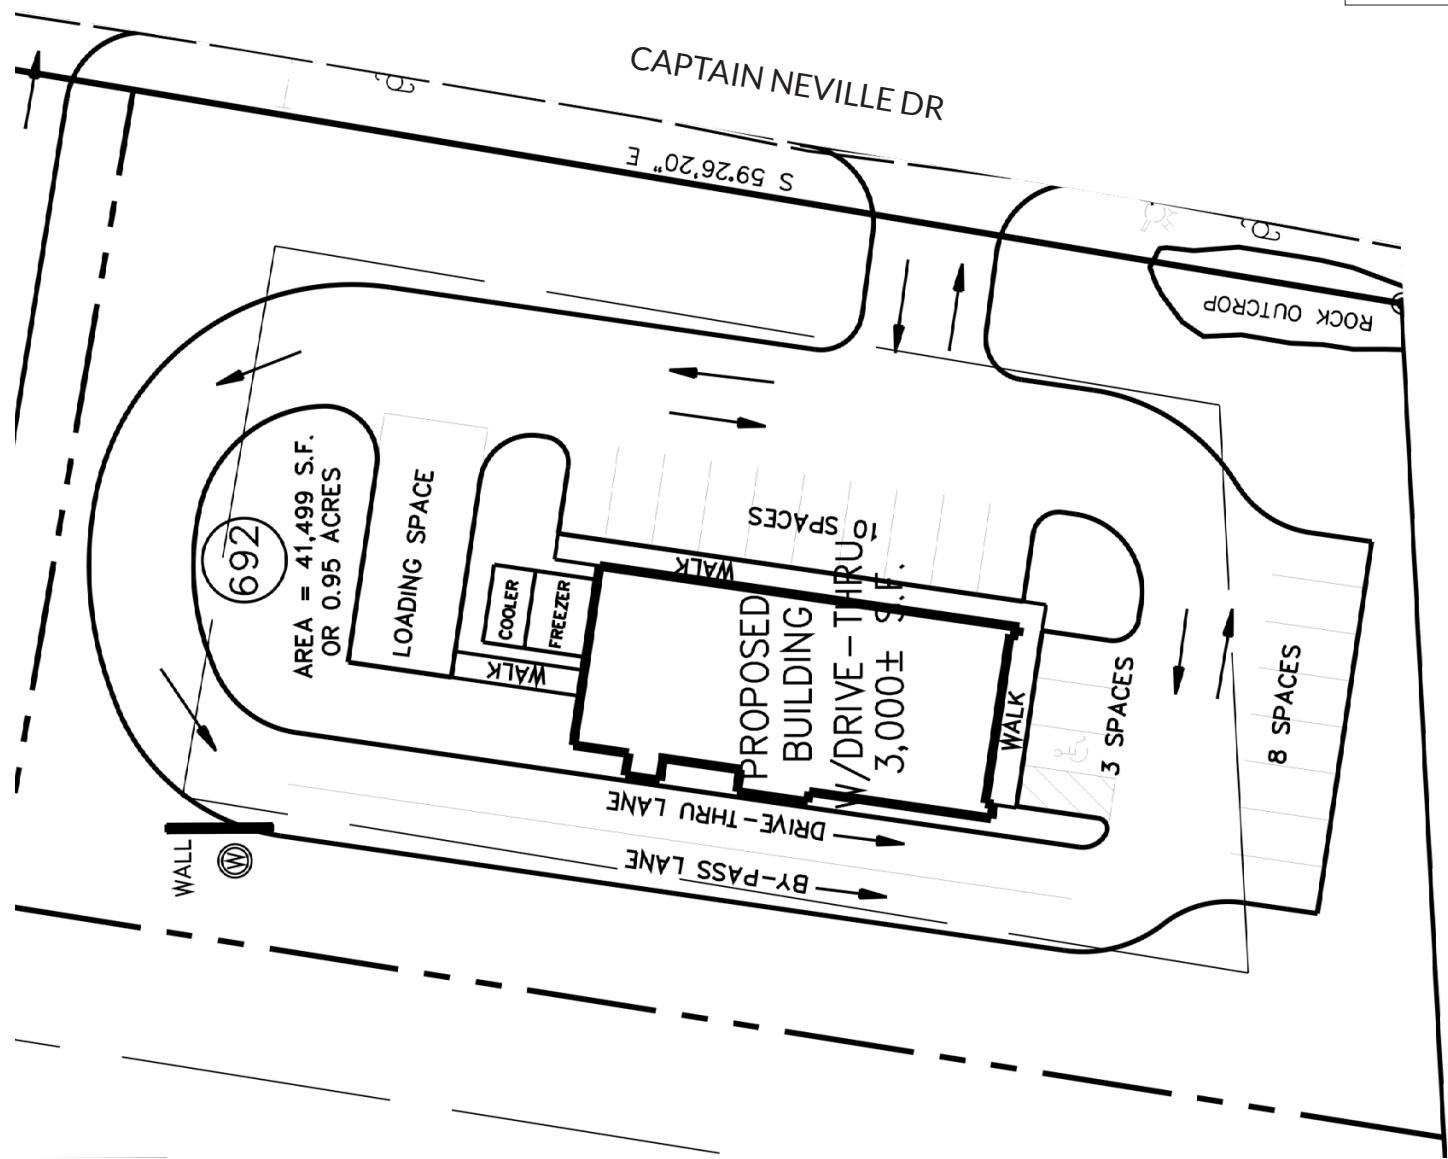 CAPTAIN NEVILLE DR
S 59°26'20" E
ROCK OUTCROP
692
AREA = 41,499 S.F.
OR 0.95 ACRES
LOADING SPACE
10 SPACES
WALK
COOLER
FREEZER
WALK
PROPOSED
BUILDING
W/DRIVE-THRU
3,000± S.F.
WALK
3 SPACES
8 SPACES
DRIVE-THRU LANE
BY-PASS LANE
WALL
W